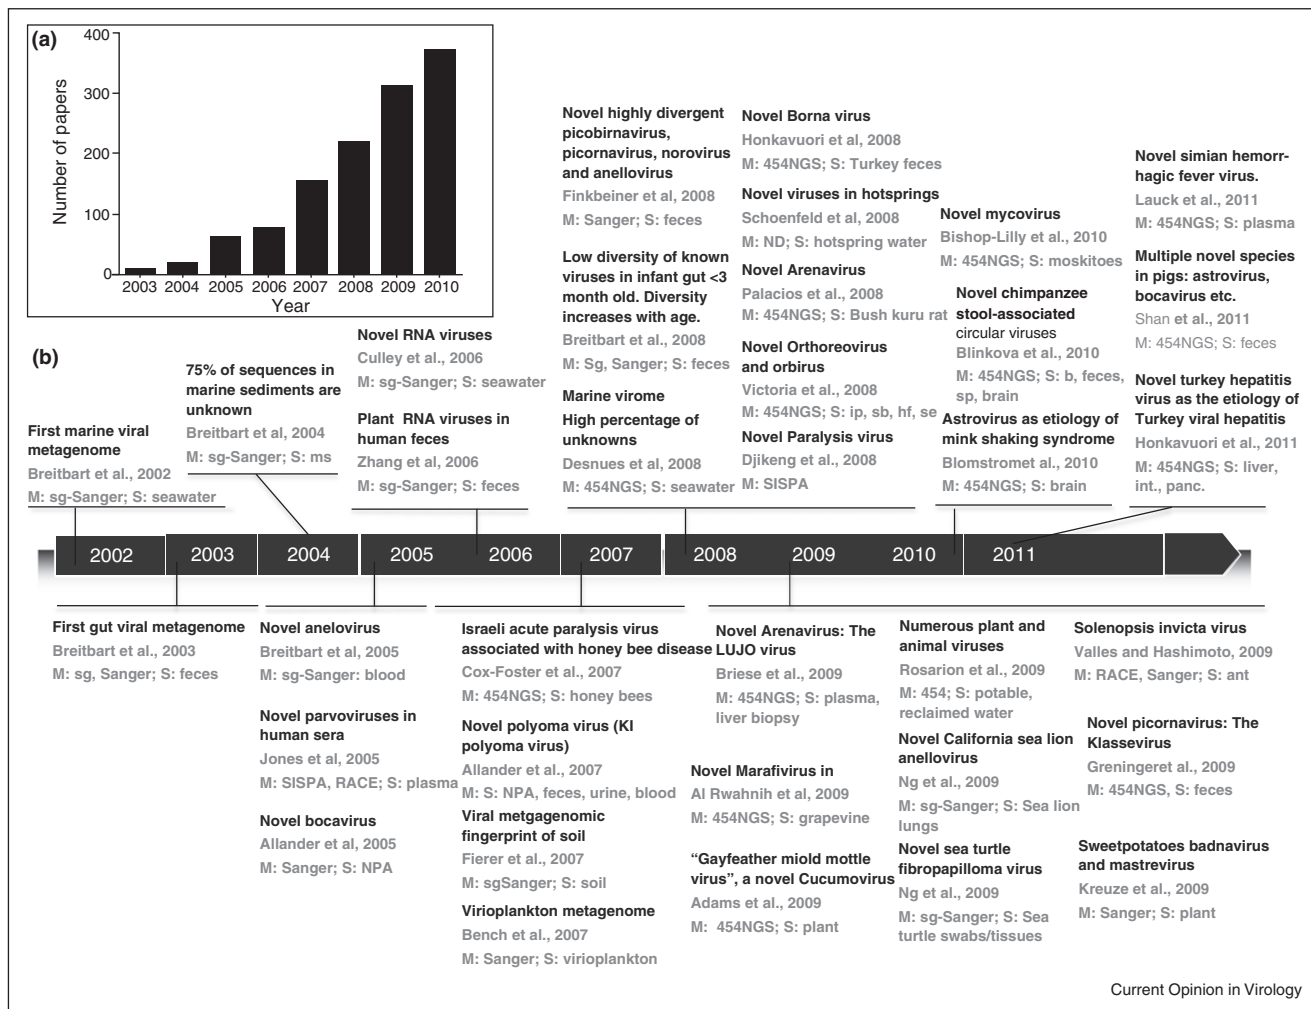 (a)
400
300
200
100
0
Number of papers
2003 2004 2005 2006 2007 2008 2009 2010
Year
(b)
First marine viral
metagenome
Breitbart et al., 2002
M: sg-Sanger; S: seawater
75% of sequences in
marine sediments are
unknown
Breitbart et al, 2004
M: sg-Sanger; S: ms
Novel RNA viruses
Culley et al., 2006
M: sg-Sanger; S: seawater
Plant RNA viruses in
human feces
Zhang et al, 2006
M: sg-Sanger; S: feces
Novel highly divergent
picobirnavirus,
picornavirus, norovirus
and anellovirus
Finkbeiner et al, 2008
M: Sanger; S: feces
Low diversity of known
viruses in infant gut <3
month old. Diversity
increases with age.
Breitbart et al, 2008
M: Sg, Sanger; S: feces
Marine virome
High percentage of
unknowns
Desnues et al, 2008
M: 454NGS; S: seawater
Novel Borna virus
Honkavuori et al, 2008
M: 454NGS; S: Turkey feces
Novel viruses in hotsprings
Schoenfeld et al, 2008
M: ND; S: hotspring water
Novel Arenavirus
Palacios et al., 2008
M: 454NGS; S: Bush kuru rat
Novel Orthoreovirus
and orbirus
Victoria et al., 2008
M: 454NGS; S: ip, sb, hf, se
Novel Paralysis virus
Djikeng et al., 2008
M: SISPA
Novel mycovirus
Bishop-Lilly et al., 2010
M: 454NGS; S: moskitoes
Novel chimpanzee
stool-associated
circular viruses
Blinkova et al., 2010
M: 454NGS; S: b, feces,
sp, brain
Astrovirus as etiology of
mink shaking syndrome
Blomstromet al., 2010
M: 454NGS; S: brain
Novel simian hemorr-
hagic fever virus.
Lauck et al., 2011
M: 454NGS; S: plasma
Multiple novel species
in pigs: astrovirus,
bocavirus etc.
Shan et al., 2011
M: 454NGS; S: feces
Novel turkey hepatitis
virus as the etiology of
Turkey viral hepatitis
Honkavuori et al., 2011
M: 454NGS; S: liver,
int., panc.
2002 2003 2004 2005 2006 2007 2008 2009 2010 2011
First gut viral metagenome
Breitbart et al., 2003
M: sg, Sanger; S: feces
Novel anelovirus
Breitbart et al., 2005
M: sg-Sanger: blood
Novel parvoviruses in
human sera
Jones et al, 2005
M: SISPA, RACE; S: plasma
Novel bocavirus
Allander et al, 2005
M: Sanger; S: NPA
Israeli acute paralysis virus
associated with honey bee disease
Cox-Foster et al., 2007
M: 454NGS; S: honey bees
Novel polyoma virus (KI
polyoma virus)
Allander et al., 2007
M: S: NPA, feces, urine, blood
Viral metgagenomic
fingerprint of soil
Fierer et al., 2007
M: sgSanger; S: soil
Virioplankton metagenome
Bench et al., 2007
M: Sanger; S: virioplankton
Novel Arenavirus: The
LUJO virus
Briese et al., 2009
M: 454NGS; S: plasma,
liver biopsy
Novel Marafivirus in
Al Rwahnih et al, 2009
M: 454NGS; S: grapevine
“Gayfeather miold mottle
virus”, a novel Cucumovirus
Adams et al., 2009
M: 454NGS; S: plant
Numerous plant and
animal viruses
Rosarion et al., 2009
M: 454; S: potable,
reclaimed water
Novel California sea lion
anellovirus
Ng et al., 2009
M: sg-Sanger; S: Sea lion
lungs
Novel sea turtle
fibropapilloma virus
Ng et al., 2009
M: sg-Sanger; S: Sea
turtle swabs/tissues
Solenopsis invicta virus
Valles and Hashimoto, 2009
M: RACE, Sanger; S: ant
Novel picornavirus: The
Klassevirus
Greningeret al., 2009
M: 454NGS, S: feces
Sweetpotatoes badnavirus
and mastrevirus
Kreuze et al., 2009
M: Sanger; S: plant
Current Opinion in Virology